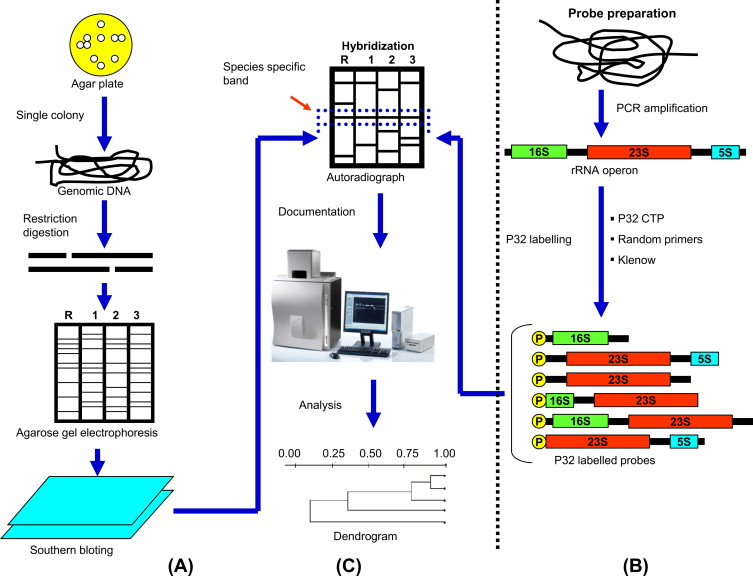 Agar plate
Single colony
Genomic DNA
Restriction
digestion
R 1 2 3
Agarose gel electrophoresis
Southern bloting
(A)
Hybridization
R 1 2 3
Species specific
band
Autoradiograph
Documentation
Analysis
0.00 0.25 0.50 0.75 1.00
Dendrogram
(C)
Probe preparation
PCR amplification
16S 23S 5S
rRNA operon
P32 labelling
▪ P32 CTP
▪ Random primers
▪ Klenow
P 16S
P 23S 5S
P 23S
P 16S 23S
P 16S 23S
P 23S 5S
P32 labelled probes
(B)